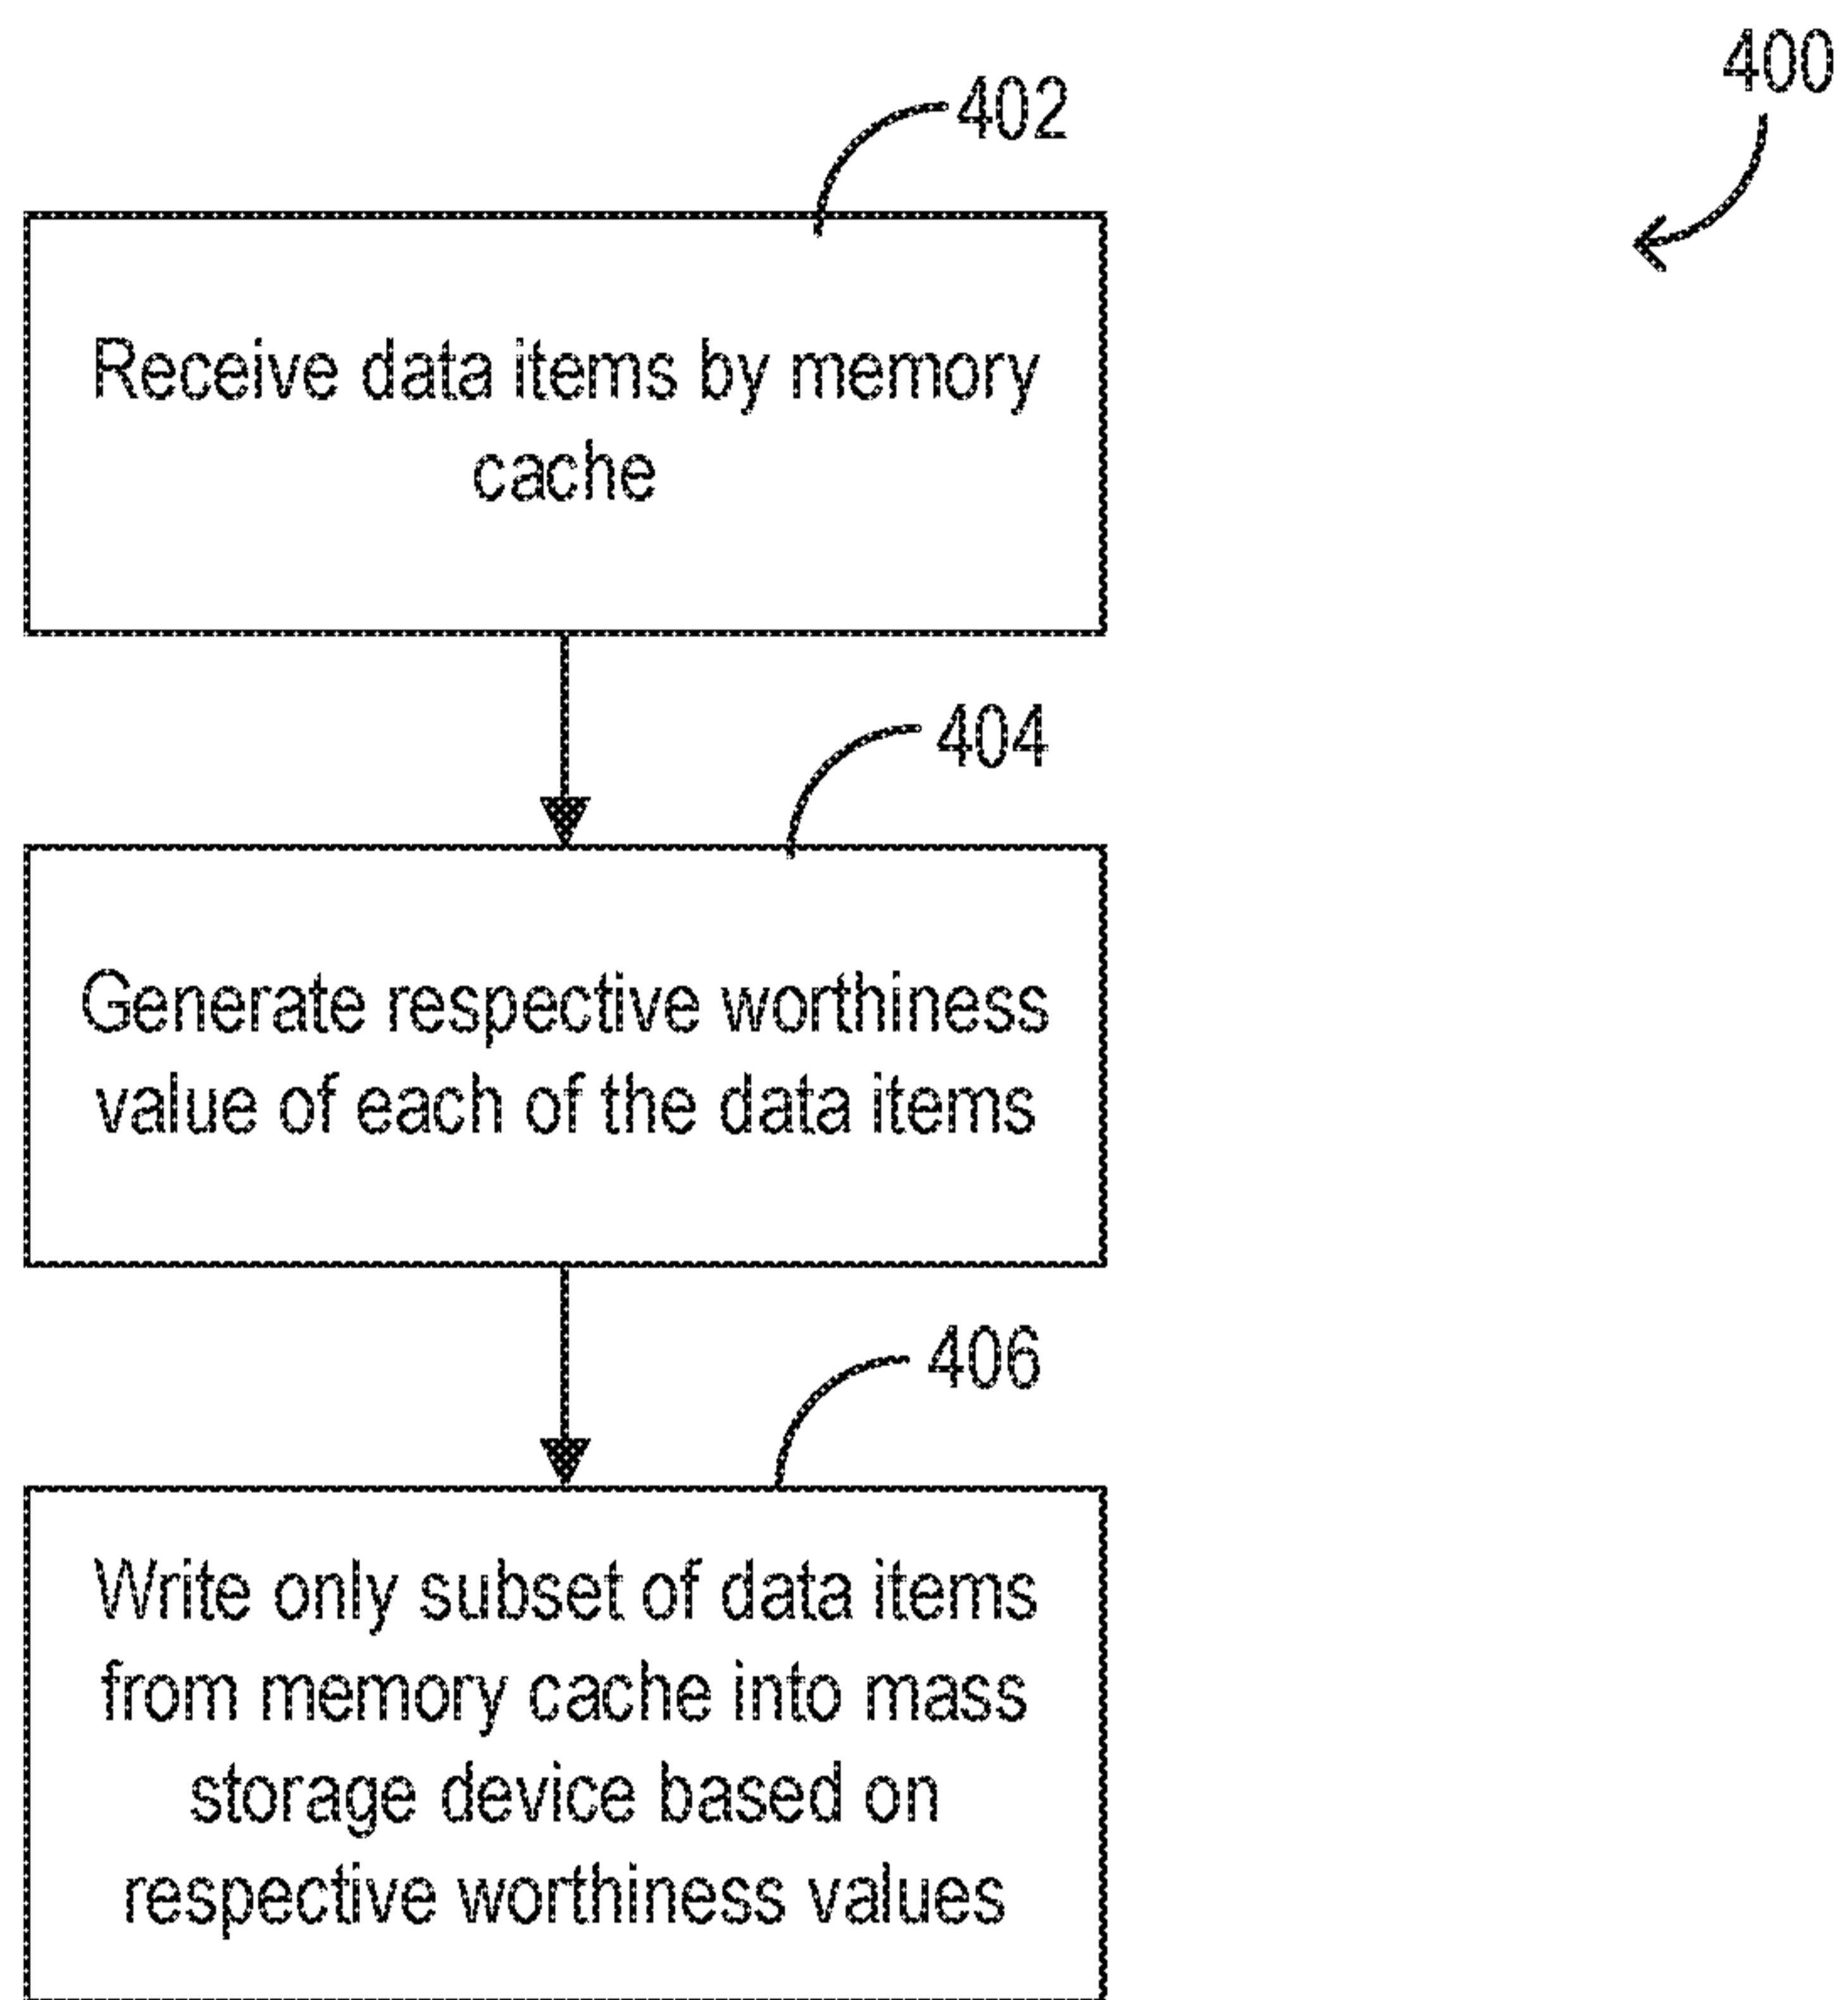 400
402
Receive data items by memory
cache
404
Generate respective worthiness
value of each of the data items
406
Write only subset of data items
from memory cache into mass
storage device based on
respective worthiness values